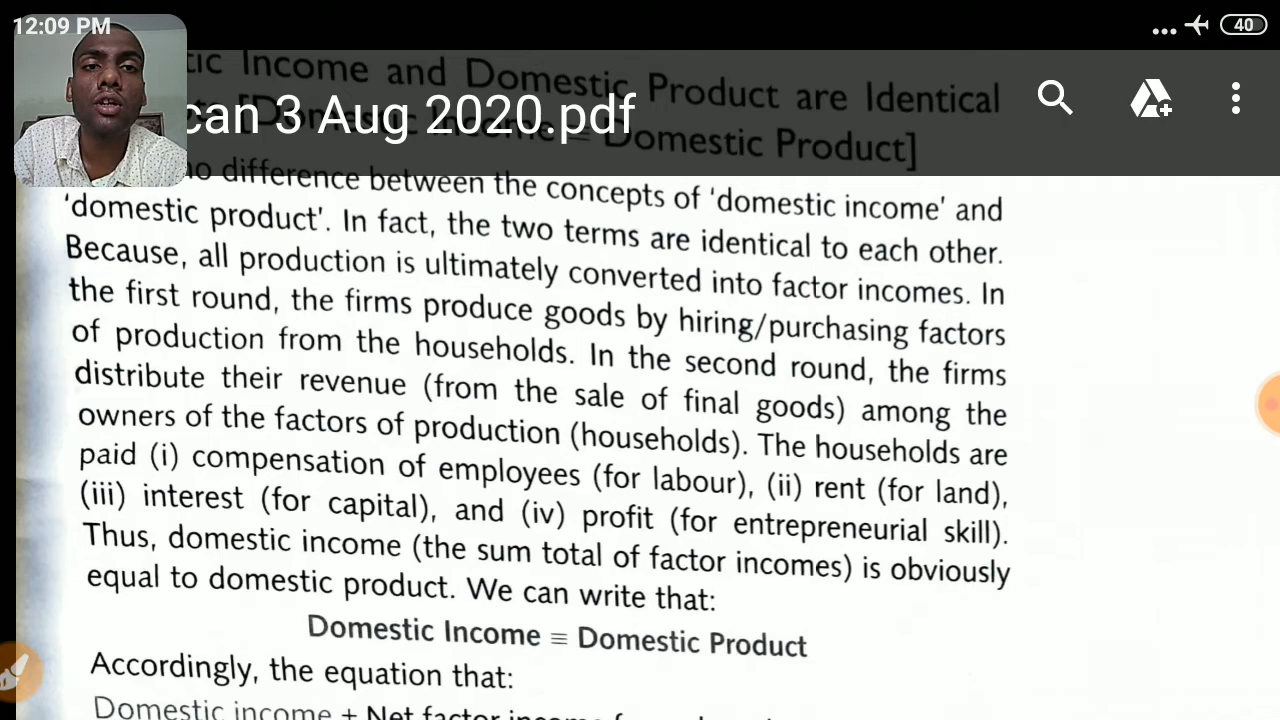 12:09 PM
40
tic Income and Domestic Product are Identical
can 3 Aug 2020.pdf
Domestic Product]
no difference between the concepts of 'domestic income' and
'domestic product'. In fact, the two terms are identical to each other.
Because, all production is ultimately converted into factor incomes. In
the first round, the firms produce goods by hiring/purchasing factors
of production from the households. In the second round, the firms
distribute their revenue (from the sale of final goods) among the
owners of the factors of production (households). The households are
paid (i) compensation of employees (for labour), (ii) rent (for land),
(iii) interest (for capital), and (iv) profit (for entrepreneurial skill).
Thus, domestic income (the sum total of factor incomes) is obviously
equal to domestic product. We can write that:
Domestic Income ≡ Domestic Product
Accordingly, the equation that:
Domestic income + Net factor income